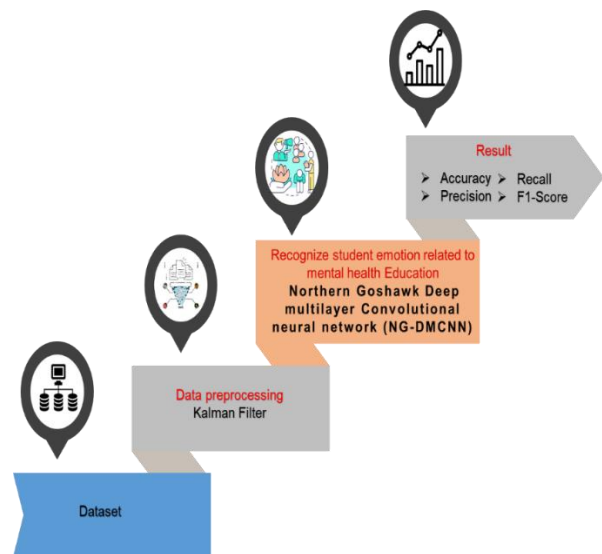 Result
➢ Accuracy ➢ Recall
➢ Precision ➢ F1-Score
Recognize student emotion related to
mental health Education
Northern Goshawk Deep
multilayer Convolutional
neural network (NG-DMCNN)
Data preprocessing
Kalman Filter
Dataset